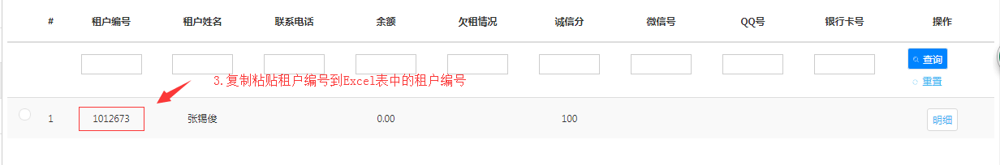 # 租户编号 租户姓名 联系电话 余额 欠租情况 诚信分 微信号 QQ号 银行卡号 操作
查询
3.复制粘贴租户编号到Excel表中的租户编号
重置
1 1012673 张锡俊 0.00 100 明细